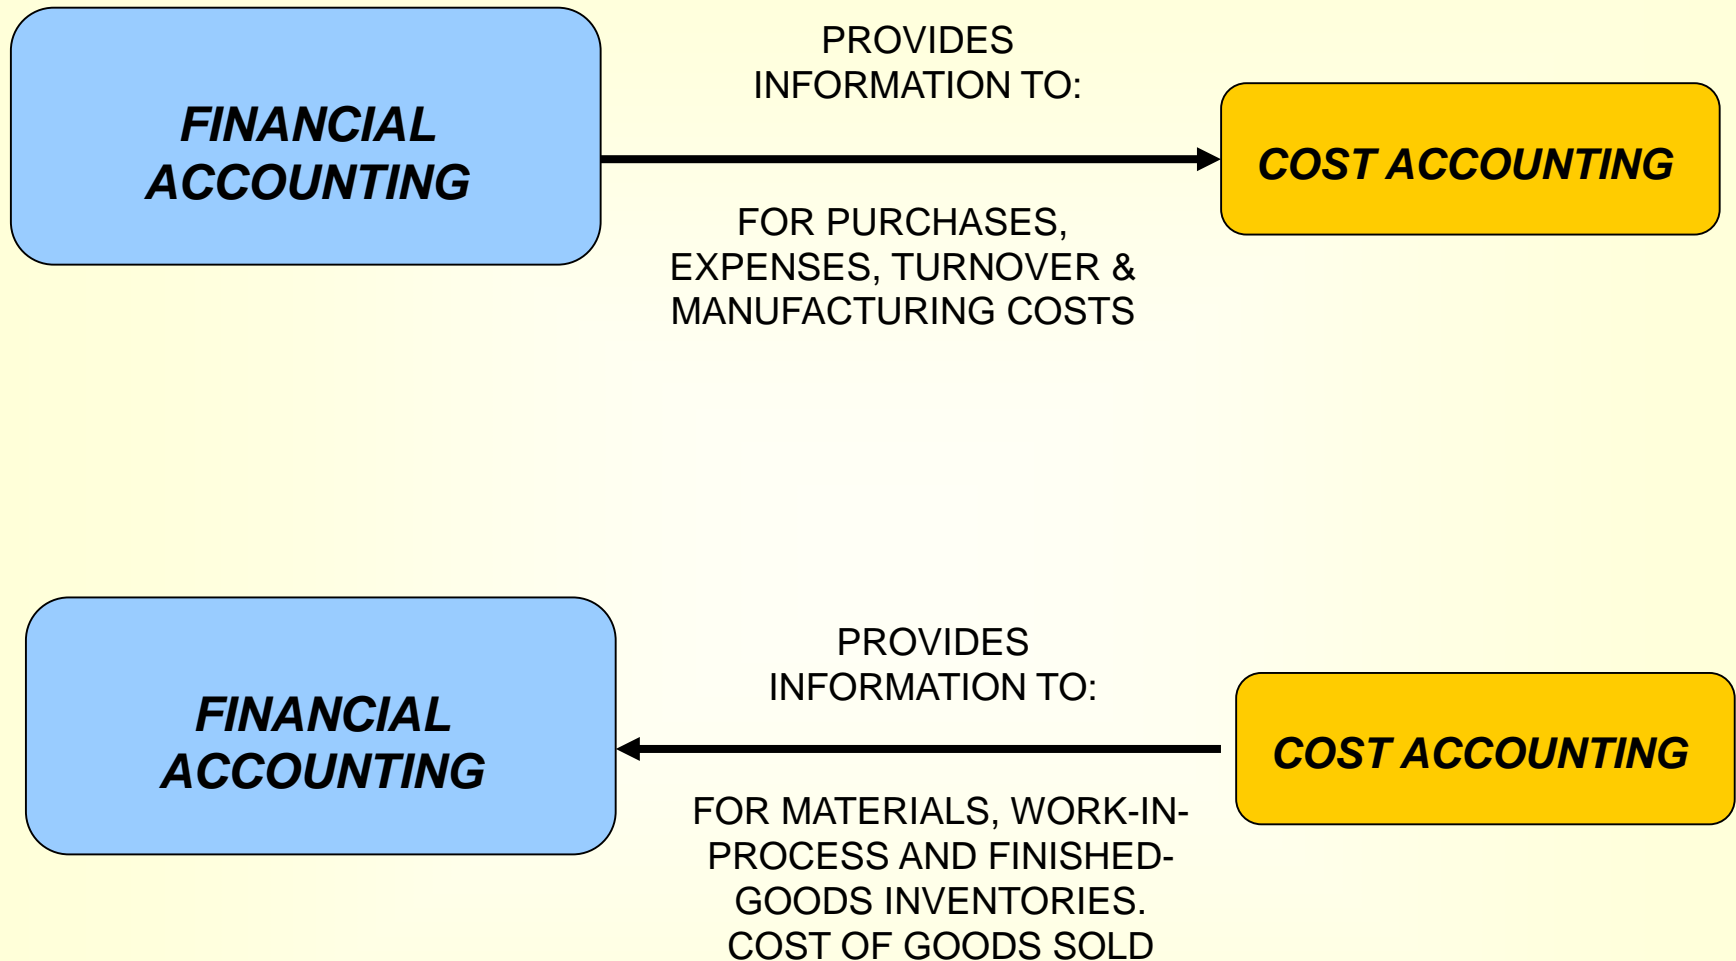 FINANCIAL
ACCOUNTING
PROVIDES
INFORMATION TO:
FOR PURCHASES,
EXPENSES, TURNOVER &
MANUFACTURING COSTS
COST ACCOUNTING
FINANCIAL
ACCOUNTING
PROVIDES
INFORMATION TO:
FOR MATERIALS, WORK-IN-
PROCESS AND FINISHED-
GOODS INVENTORIES.
COST OF GOODS SOLD
COST ACCOUNTING